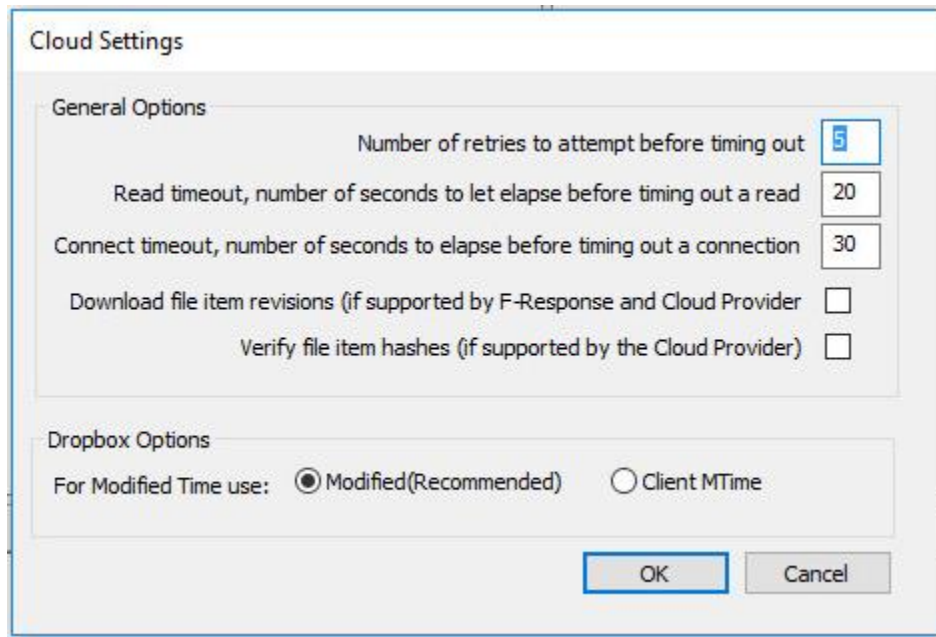 Cloud Settings
General Options
Number of retries to attempt before timing out 5
Read timeout, number of seconds to let elapse before timing out a read 20
Connect timeout, number of seconds to elapse before timing out a connection 30
Download file item revisions (if supported by F-Response and Cloud Provider
Verify file item hashes (if supported by the Cloud Provider)
Dropbox Options
For Modified Time use: Modified(Recommended) Client MTime
OK Cancel